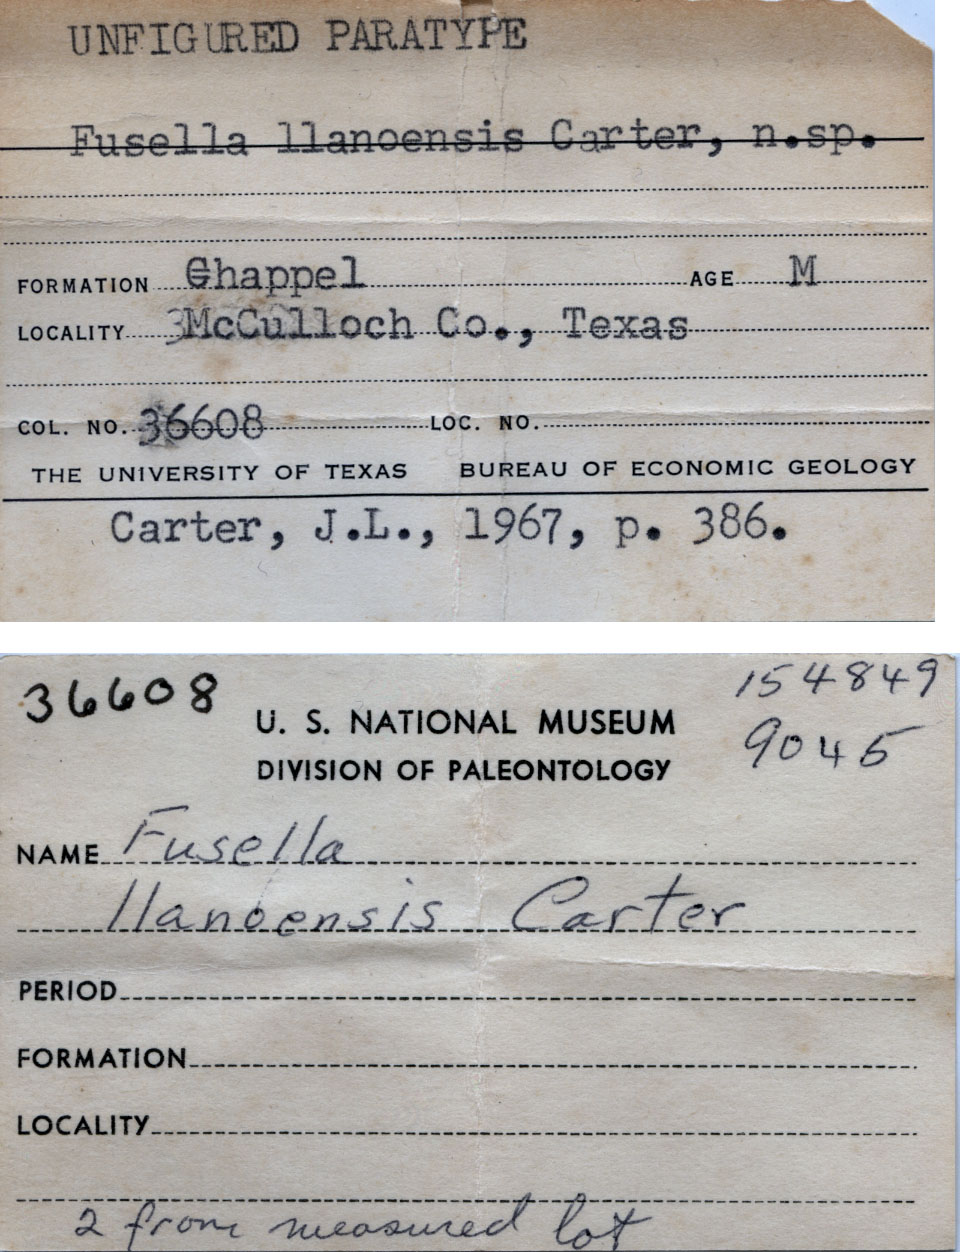 UNFIGURED PARATYPE
Fusella llanoensis Carter, n.sp.
FORMATION Chappel AGE M
LOCALITY McCulloch Co., Texas
COL. NO. 36608 LOC. NO.
THE UNIVERSITY OF TEXAS BUREAU OF ECONOMIC GEOLOGY
Carter, J.L., 1967, p. 386.
36608 154849
U. S. NATIONAL MUSEUM 9045
DIVISION OF PALEONTOLOGY
NAME Fusella
llanoensis Carter
PERIOD
FORMATION
LOCALITY
2 from measured lot